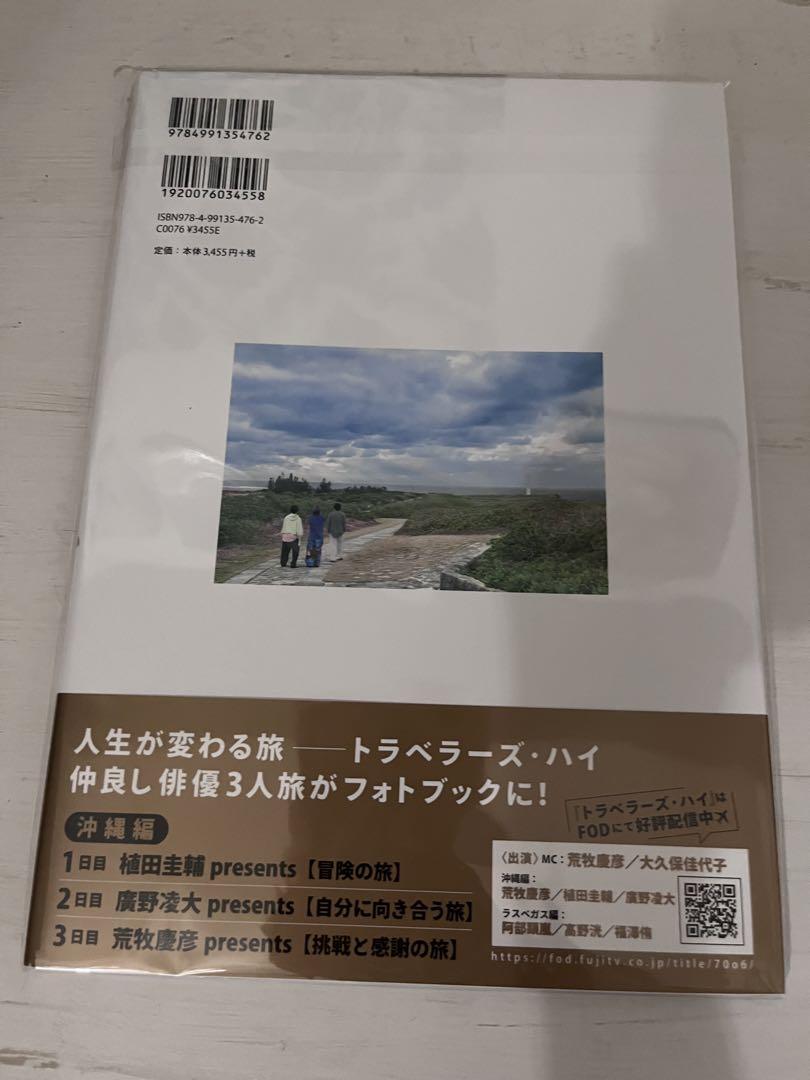 9784991354762
1920076034558
ISBN978-4-99135-476-2
C0076 ¥3455E
定価：本体3,455円+税
人生が変わる旅 ── トラベラーズ・ハイ
仲良し俳優3人旅がフォトブックに！
沖縄編
1日目 植田圭輔 presents【冒険の旅】
2日目 廣野凌大 presents【自分に向き合う旅】
3日目 荒牧慶彦 presents【挑戦と感謝の旅】
『トラベラーズ・ハイ』は
FODにて好評配信中
〈出演〉MC：荒牧慶彦／大久保佳代子
沖縄編：
荒牧慶彦／植田圭輔／廣野凌大
ラスベガス編：
阿部顕嵐／高野洸／福澤侑
https://fod.fujitv.co.jp/title/70o6/